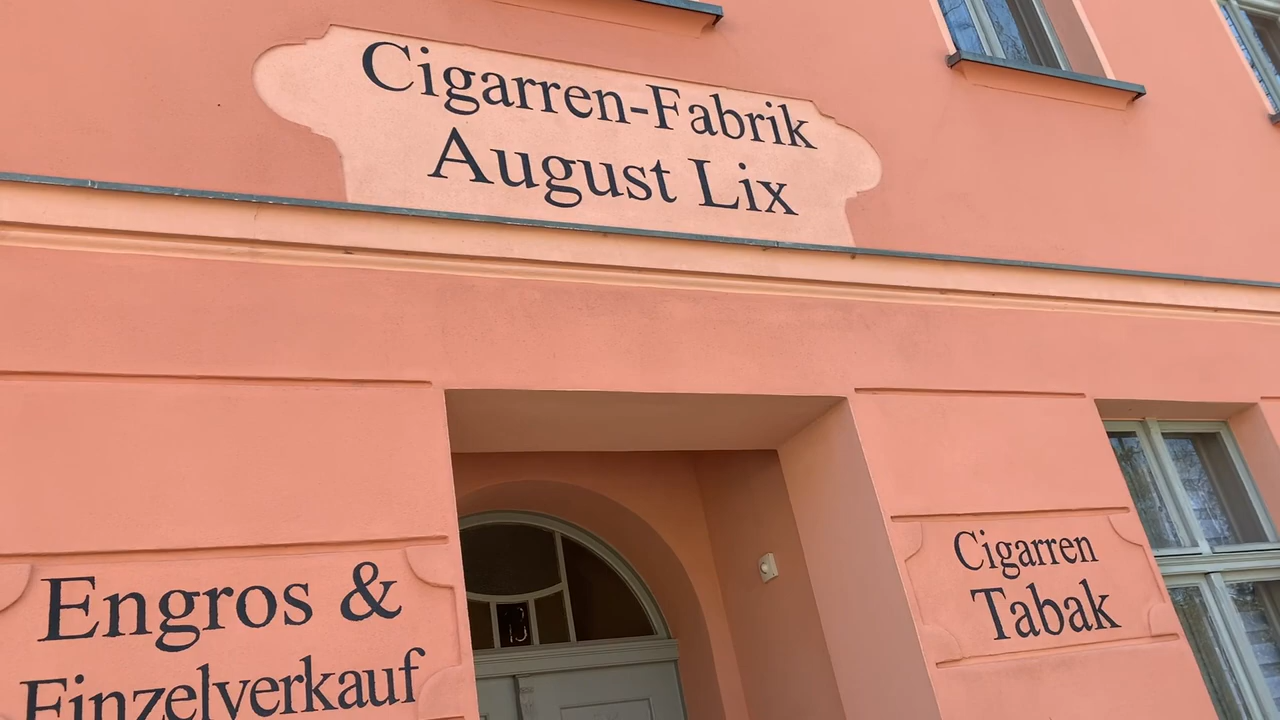 Cigarren-Fabrik
August Lix
Engros &
Einzelverkauf
Cigarren
Tabak